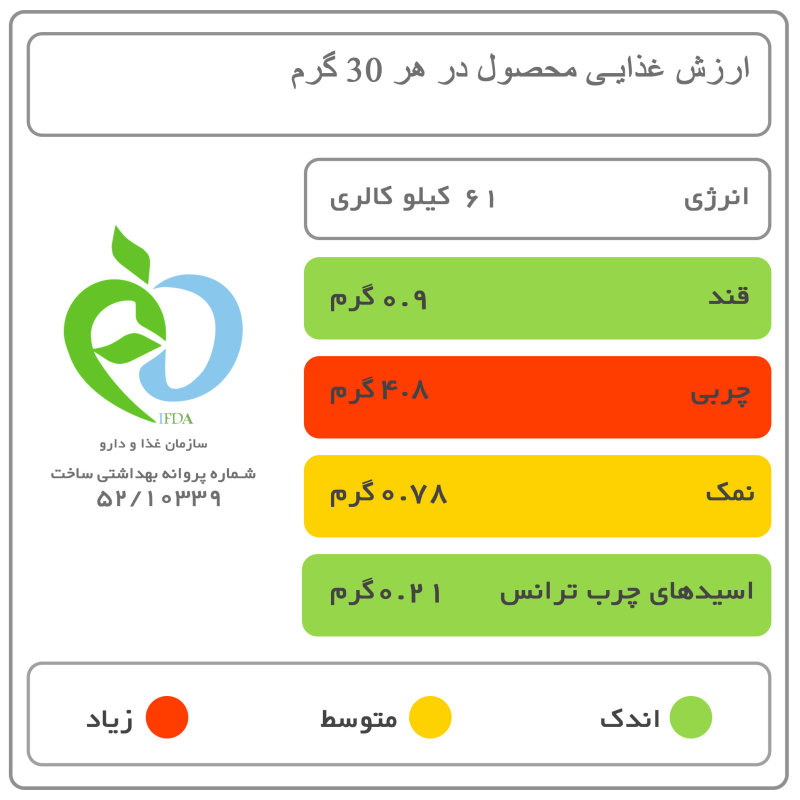 ارزش غذایی محصول در هر 30 گرم
انرژی ۶۱ کیلو کالری
قند ۰.۹ گرم
چربی ۴.۸ گرم
نمک ۰.۷۸ گرم
اسیدهای چرب ترانس ۰.۲۱ گرم
IFDA
سازمان غذا و دارو
شماره پروانه بهداشتی ساخت
۵۲/۱۰۳۳۹
اندک متوسط زیاد